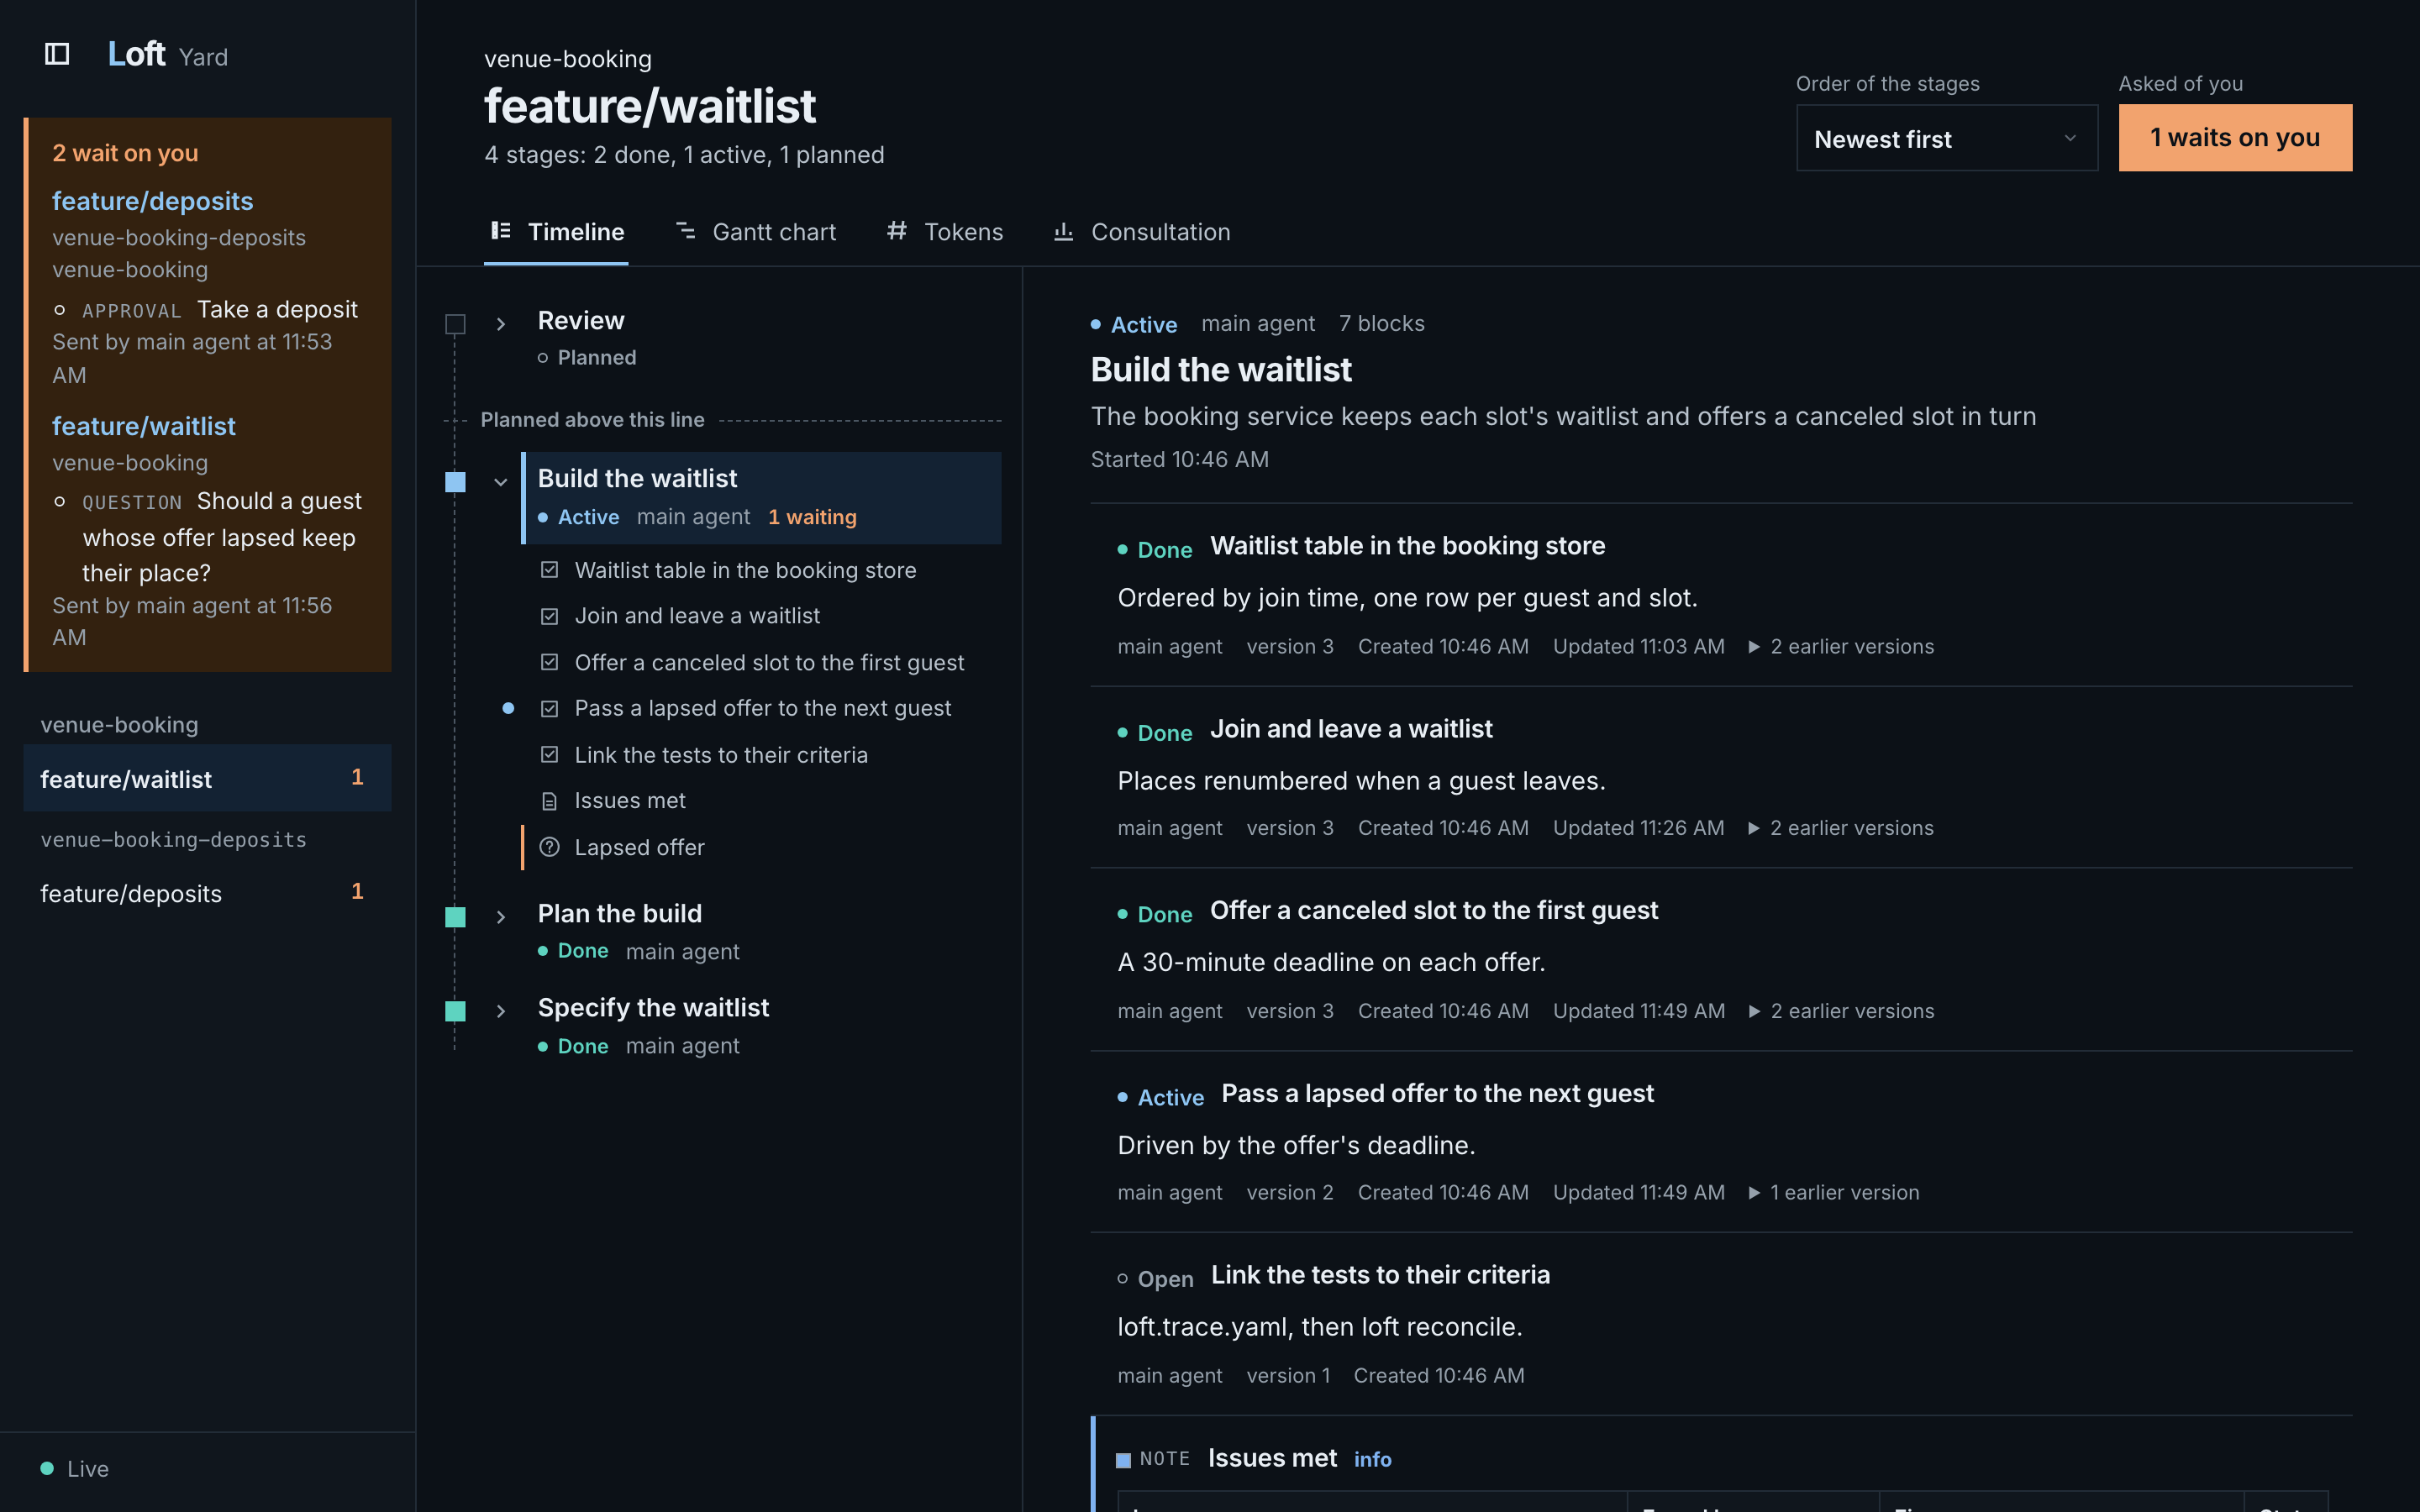 Loft Yard
2 wait on you
feature/deposits
venue-booking-deposits
venue-booking
APPROVAL Take a deposit
Sent by main agent at 11:53
AM
feature/waitlist
venue-booking
QUESTION Should a guest
whose offer lapsed keep
their place?
Sent by main agent at 11:56
AM
venue-booking
feature/waitlist 1
venue-booking-deposits
feature/deposits 1
Live
venue-booking
feature/waitlist
4 stages: 2 done, 1 active, 1 planned
Order of the stages
Newest first
Asked of you
1 waits on you
Timeline
Gantt chart
Tokens
Consultation
Review
Planned
Planned above this line
Build the waitlist
Active main agent 1 waiting
Waitlist table in the booking store
Join and leave a waitlist
Offer a canceled slot to the first guest
Pass a lapsed offer to the next guest
Link the tests to their criteria
Issues met
Lapsed offer
Plan the build
Done main agent
Specify the waitlist
Done main agent
Active main agent 7 blocks
Build the waitlist
The booking service keeps each slot's waitlist and offers a canceled slot in turn
Started 10:46 AM
Done Waitlist table in the booking store
Ordered by join time, one row per guest and slot.
main agent version 3 Created 10:46 AM Updated 11:03 AM 2 earlier versions
Done Join and leave a waitlist
Places renumbered when a guest leaves.
main agent version 3 Created 10:46 AM Updated 11:26 AM 2 earlier versions
Done Offer a canceled slot to the first guest
A 30-minute deadline on each offer.
main agent version 3 Created 10:46 AM Updated 11:49 AM 2 earlier versions
Active Pass a lapsed offer to the next guest
Driven by the offer's deadline.
main agent version 2 Created 10:46 AM Updated 11:49 AM 1 earlier version
Open Link the tests to their criteria
loft.trace.yaml, then loft reconcile.
main agent version 1 Created 10:46 AM
NOTE Issues met info